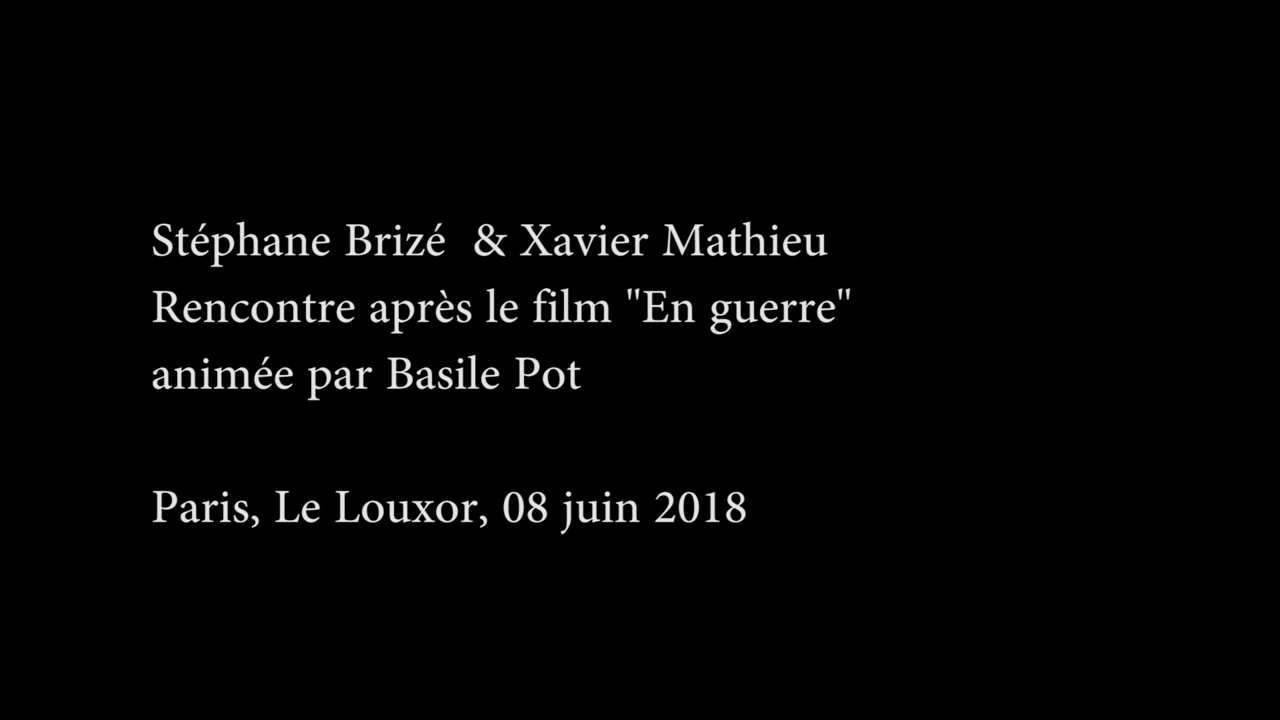 Stéphane Brizé  & Xavier Mathieu
Rencontre après le film "En guerre"
animée par Basile Pot
Paris, Le Louxor, 08 juin 2018